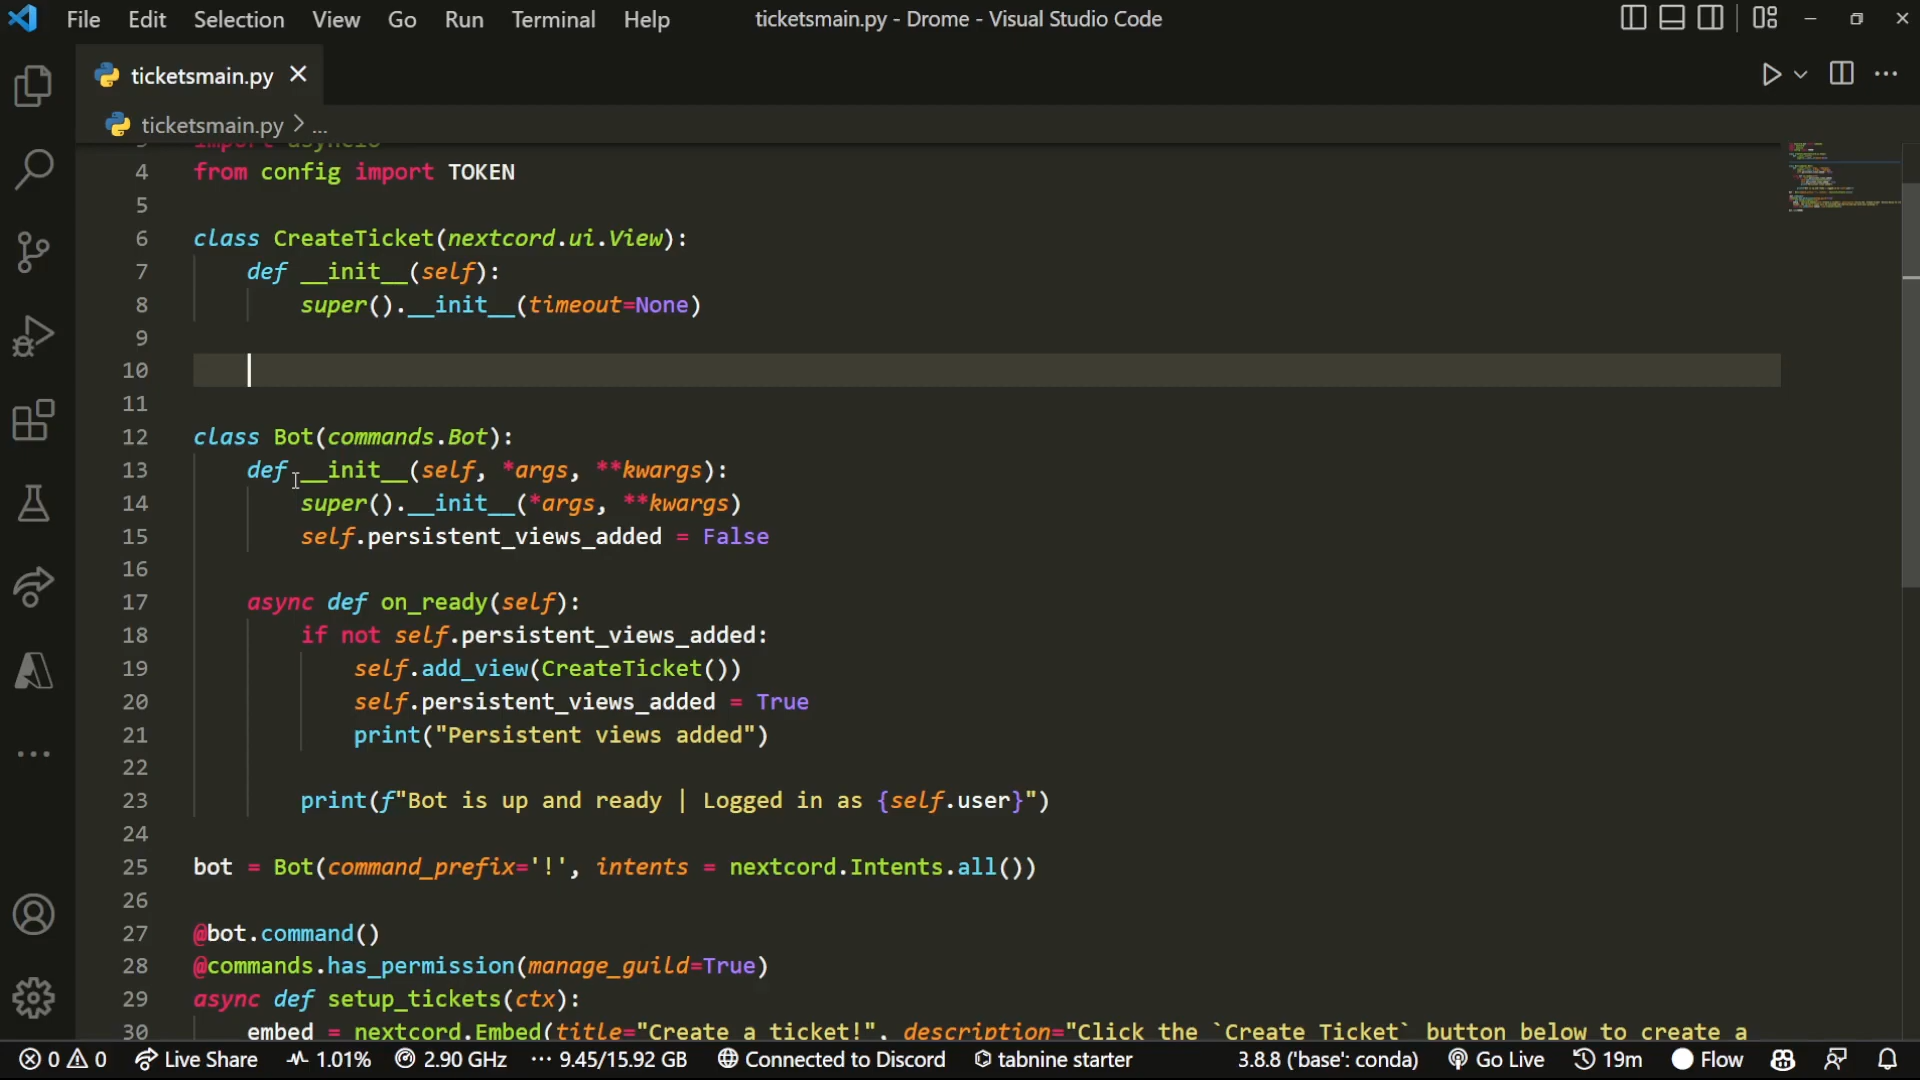 File Edit Selection View Go Run Terminal Help ticketsmain.py - Drome - Visual Studio Code
ticketsmain.py
ticketsmain.py > ...
3 import asyncio
4 from config import TOKEN
5
6 class CreateTicket(nextcord.ui.View):
7 def __init__(self):
8 super().__init__(timeout=None)
9
10
11
12 class Bot(commands.Bot):
13 def __init__(self, *args, **kwargs):
14 super().__init__(*args, **kwargs)
15 self.persistent_views_added = False
16
17 async def on_ready(self):
18 if not self.persistent_views_added:
19 self.add_view(CreateTicket())
20 self.persistent_views_added = True
21 print("Persistent views added")
22
23 print(f"Bot is up and ready | Logged in as {self.user}")
24
25 bot = Bot(command_prefix='!', intents = nextcord.Intents.all())
26
27 @bot.command()
28 @commands.has_permission(manage_guild=True)
29 async def setup_tickets(ctx):
30 embed = nextcord.Embed(title="Create a ticket!", description="Click the `Create Ticket` button below to create a
0 0 Live Share 1.01% 2.90 GHz 9.45/15.92 GB Connected to Discord tabnine starter 3.8.8 ('base': conda) Go Live 19m Flow